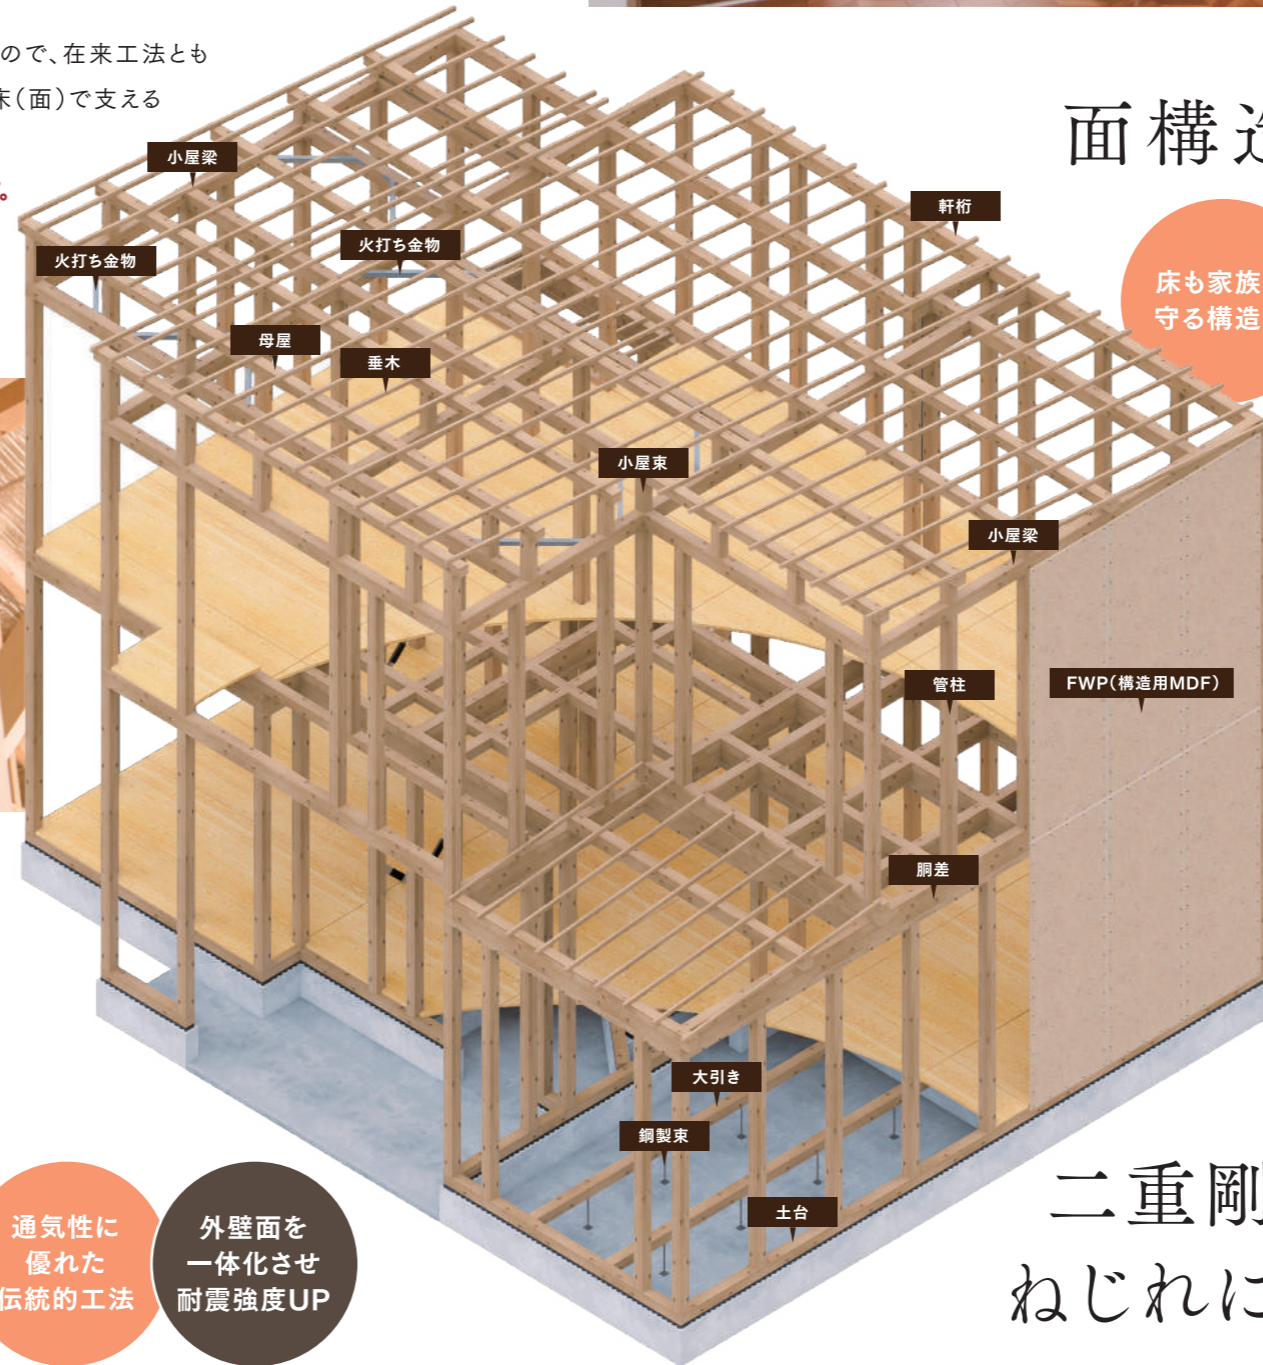 ので、在来工法とも
床（面）で支える
。
面構造
床も家族
守る構造
小屋梁
火打ち金物
火打ち金物
軒桁
母屋
垂木
小屋束
小屋梁
管柱
FWP（構造用MDF）
胴差
大引き
鋼製束
土台
通気性に
優れた
伝統的工法
外壁面を
一体化させ
耐震強度UP
二重剛
ねじれに